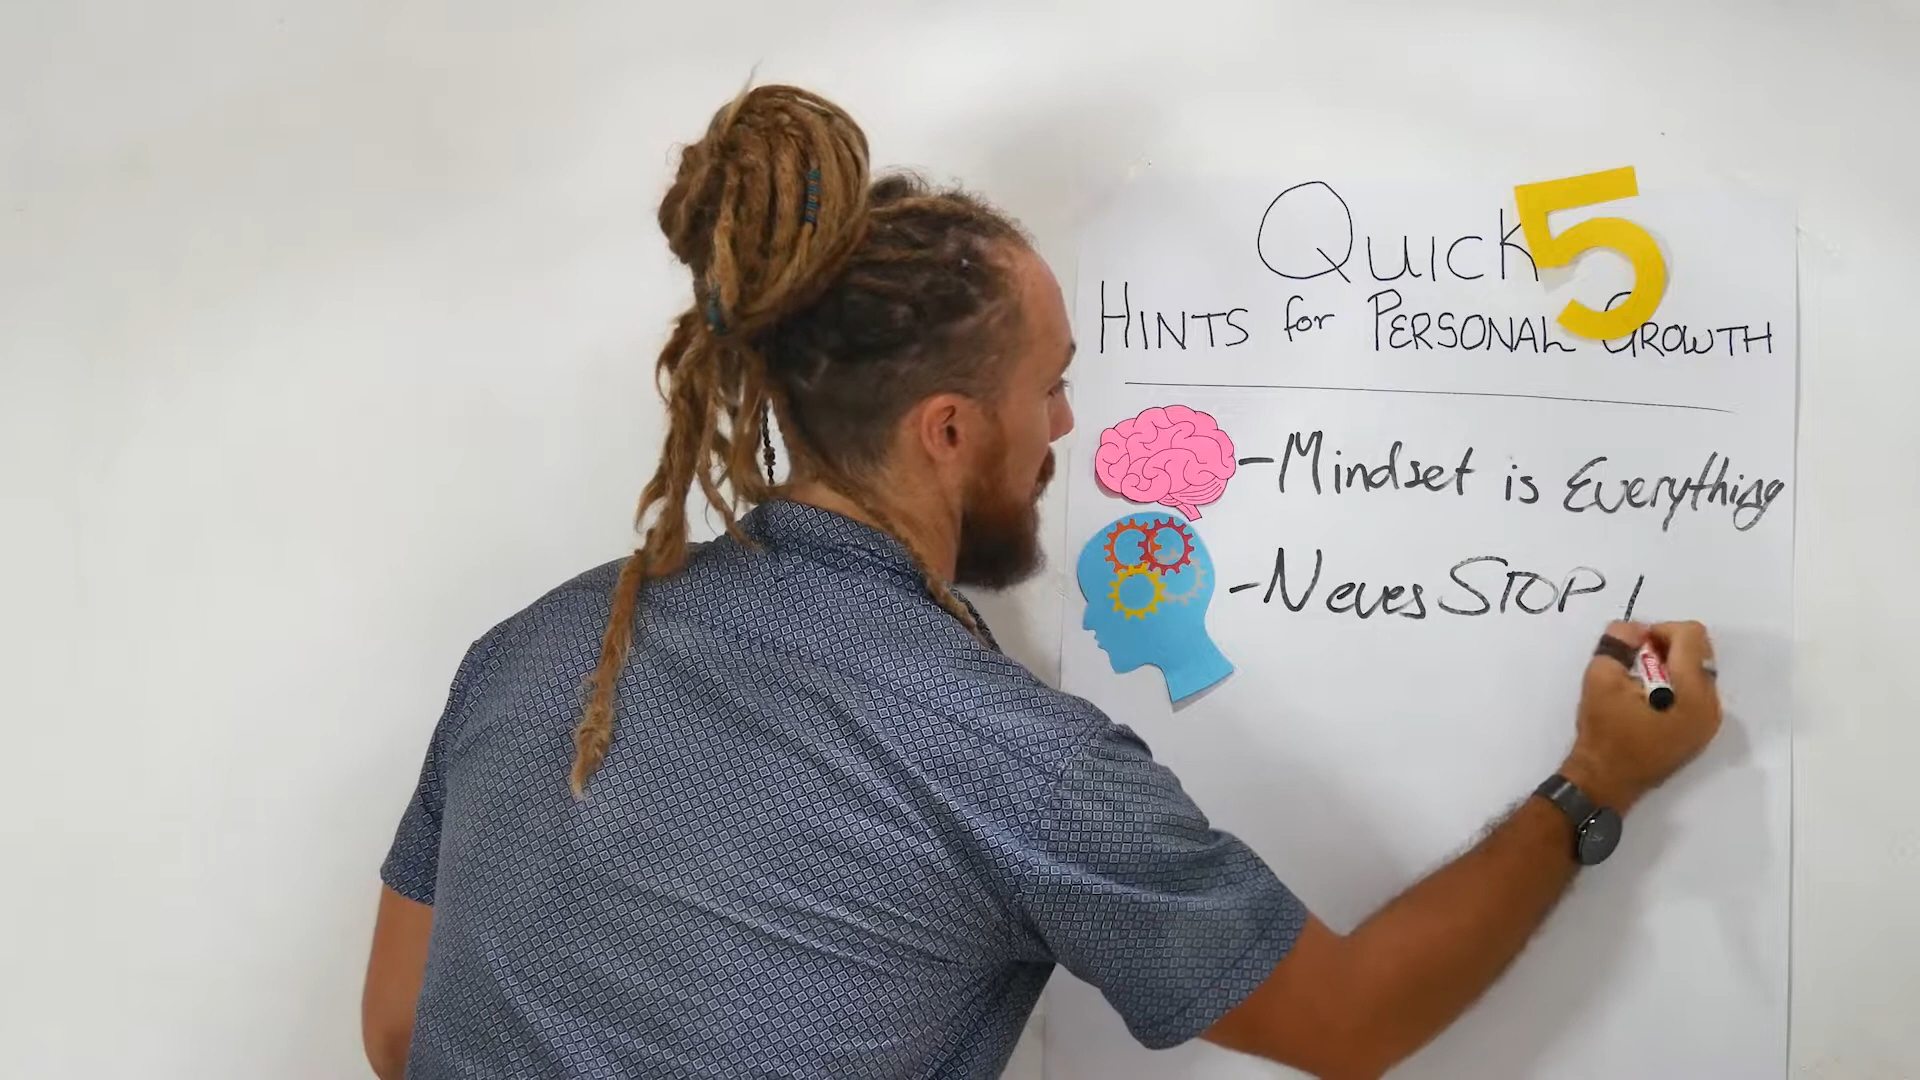 Quick 5
HINTS for PERSONAL GROWTH
- Mindset is Everything
- Never STOP!